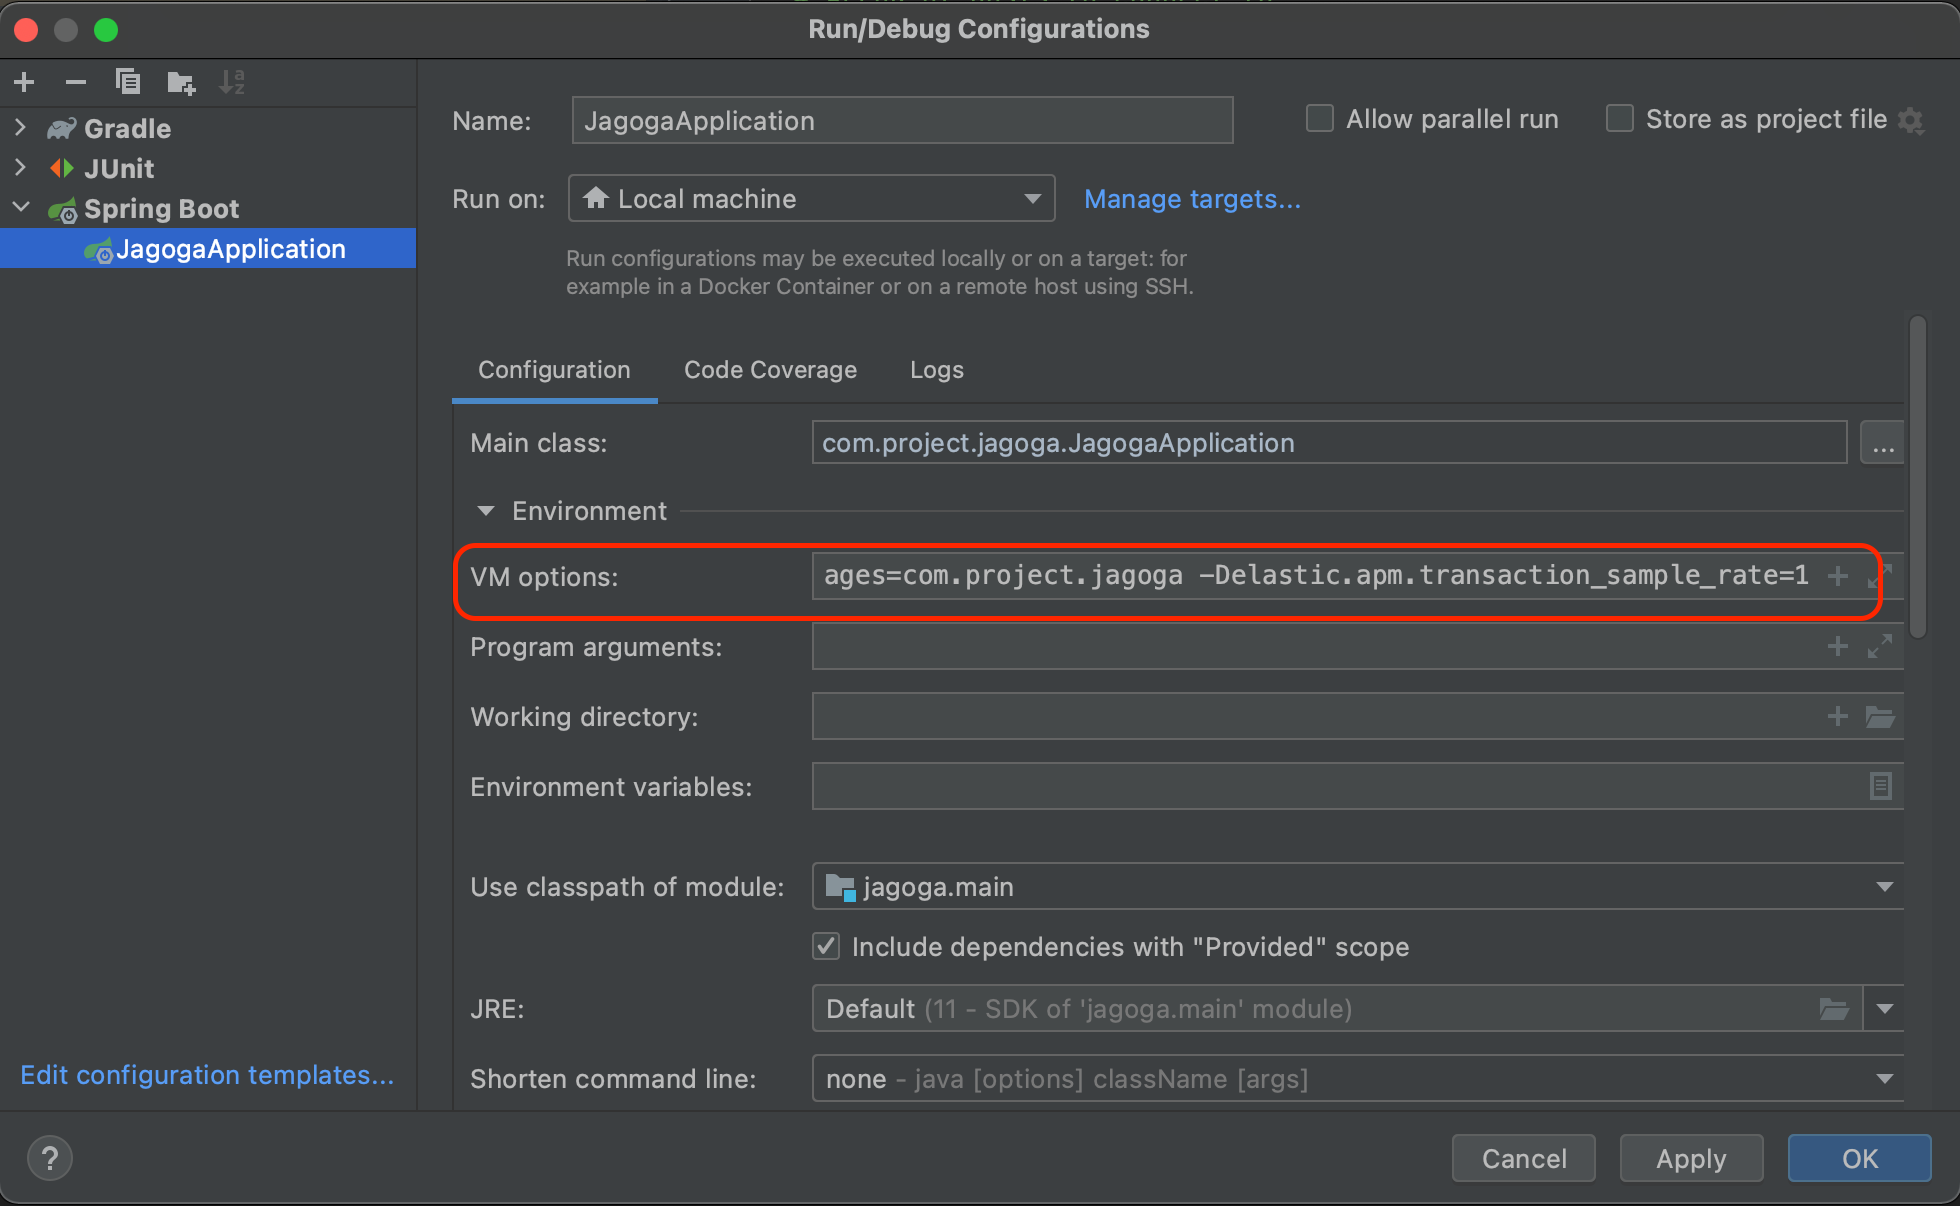 Run/Debug Configurations
Gradle
JUnit
Spring Boot
JagogaApplication
Edit configuration templates...
Name: JagogaApplication Allow parallel run Store as project file
Run on: Local machine Manage targets...
Run configurations may be executed locally or on a target: for
example in a Docker Container or on a remote host using SSH.
Configuration Code Coverage Logs
Main class: com.project.jagoga.JagogaApplication ...
Environment
VM options: ages=com.project.jagoga -Delastic.apm.transaction_sample_rate=1
Program arguments:
Working directory:
Environment variables:
Use classpath of module: jagoga.main
Include dependencies with "Provided" scope
JRE: Default (11 - SDK of 'jagoga.main' module)
Shorten command line: none - java [options] className [args]
? Cancel Apply OK